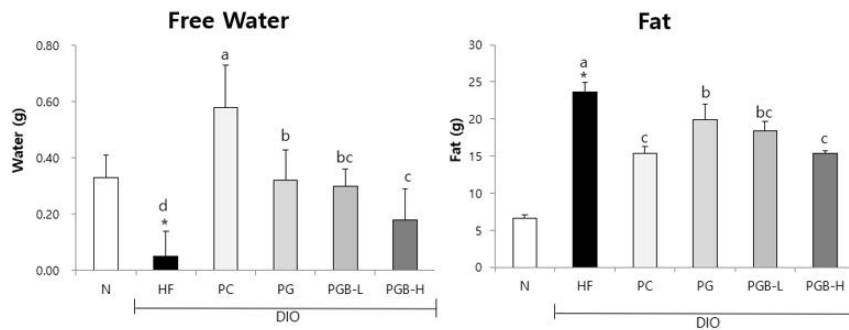 Free Water
Water (g)
0.80
0.60
0.40
0.20
0.00
d
*
a
b
bc
c
N HF PC PG PGB-L PGB-H
DIO
Fat
Fat (g)
30
25
20
15
10
5
0
a
*
c
b
bc
c
N HF PC PG PGB-L PGB-H
DIO